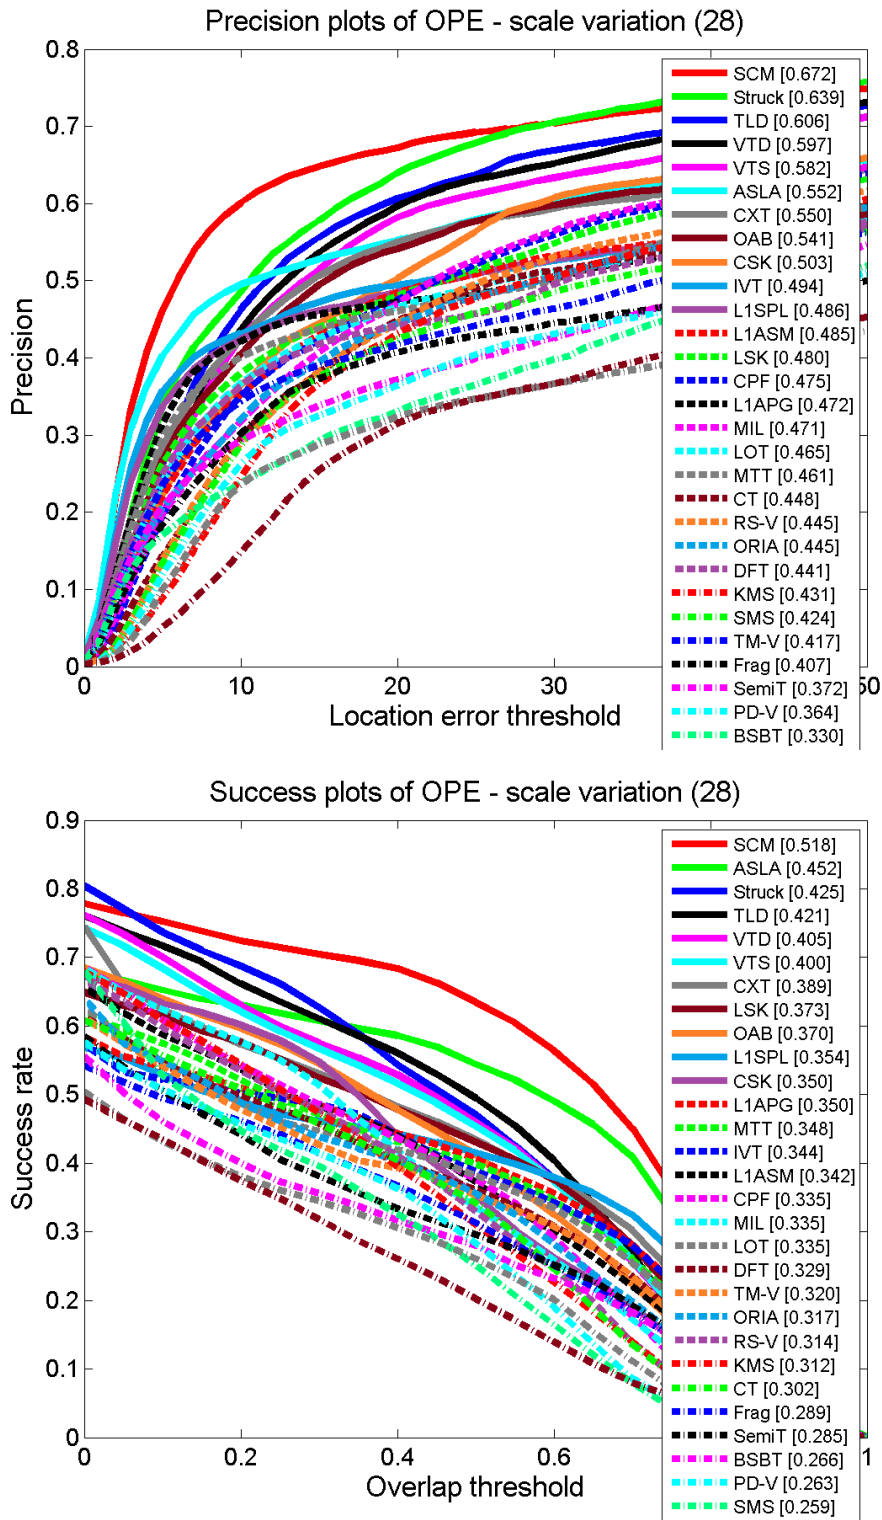 Precision plots of OPE - scale variation (28)
0.8
0.7
0.6
0.5
0.4
0.3
0.2
0.1
0
Precision
SCM [0.672]
Struck [0.639]
TLD [0.606]
VTD [0.597]
VTS [0.582]
ASLA [0.552]
CXT [0.550]
OAB [0.541]
CSK [0.503]
IVT [0.494]
L1SPL [0.486]
L1ASM [0.485]
LSK [0.480]
CPF [0.475]
L1APG [0.472]
MIL [0.471]
LOT [0.465]
MTT [0.461]
CT [0.448]
RS-V [0.445]
ORIA [0.445]
DFT [0.441]
KMS [0.431]
SMS [0.424]
TM-V [0.417]
Frag [0.407]
SemiT [0.372]
PD-V [0.364]
BSBT [0.330]
0 10 20 30 50
Location error threshold
Success plots of OPE - scale variation (28)
0.9
0.8
0.7
0.6
0.5
0.4
0.3
0.2
0.1
0
Success rate
SCM [0.518]
ASLA [0.452]
Struck [0.425]
TLD [0.421]
VTD [0.405]
VTS [0.400]
CXT [0.389]
LSK [0.373]
OAB [0.370]
L1SPL [0.354]
CSK [0.350]
L1APG [0.350]
MTT [0.348]
IVT [0.344]
L1ASM [0.342]
CPF [0.335]
MIL [0.335]
LOT [0.335]
DFT [0.329]
TM-V [0.320]
ORIA [0.317]
RS-V [0.314]
KMS [0.312]
CT [0.302]
Frag [0.289]
SemiT [0.285]
BSBT [0.266]
PD-V [0.263]
SMS [0.259]
0 0.2 0.4 0.6 1
Overlap threshold